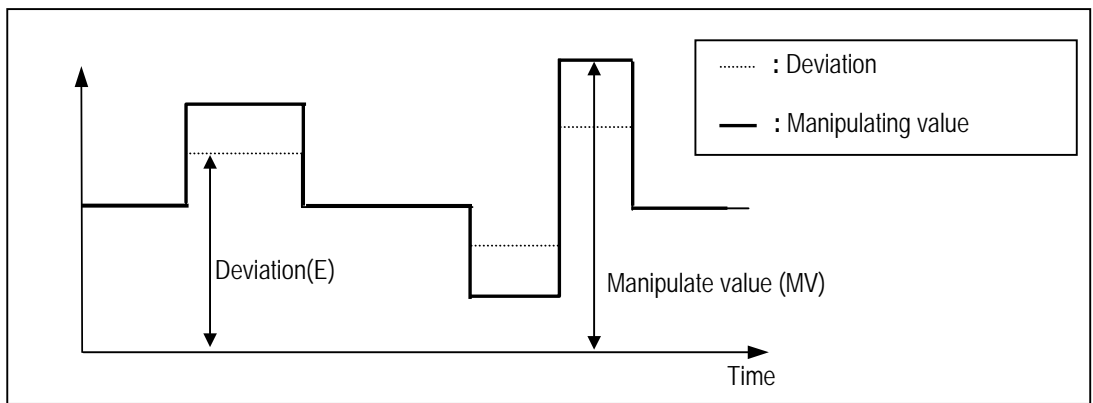 : Deviation
: Manipulating value
Deviation(E)
Manipulate value (MV)
Time